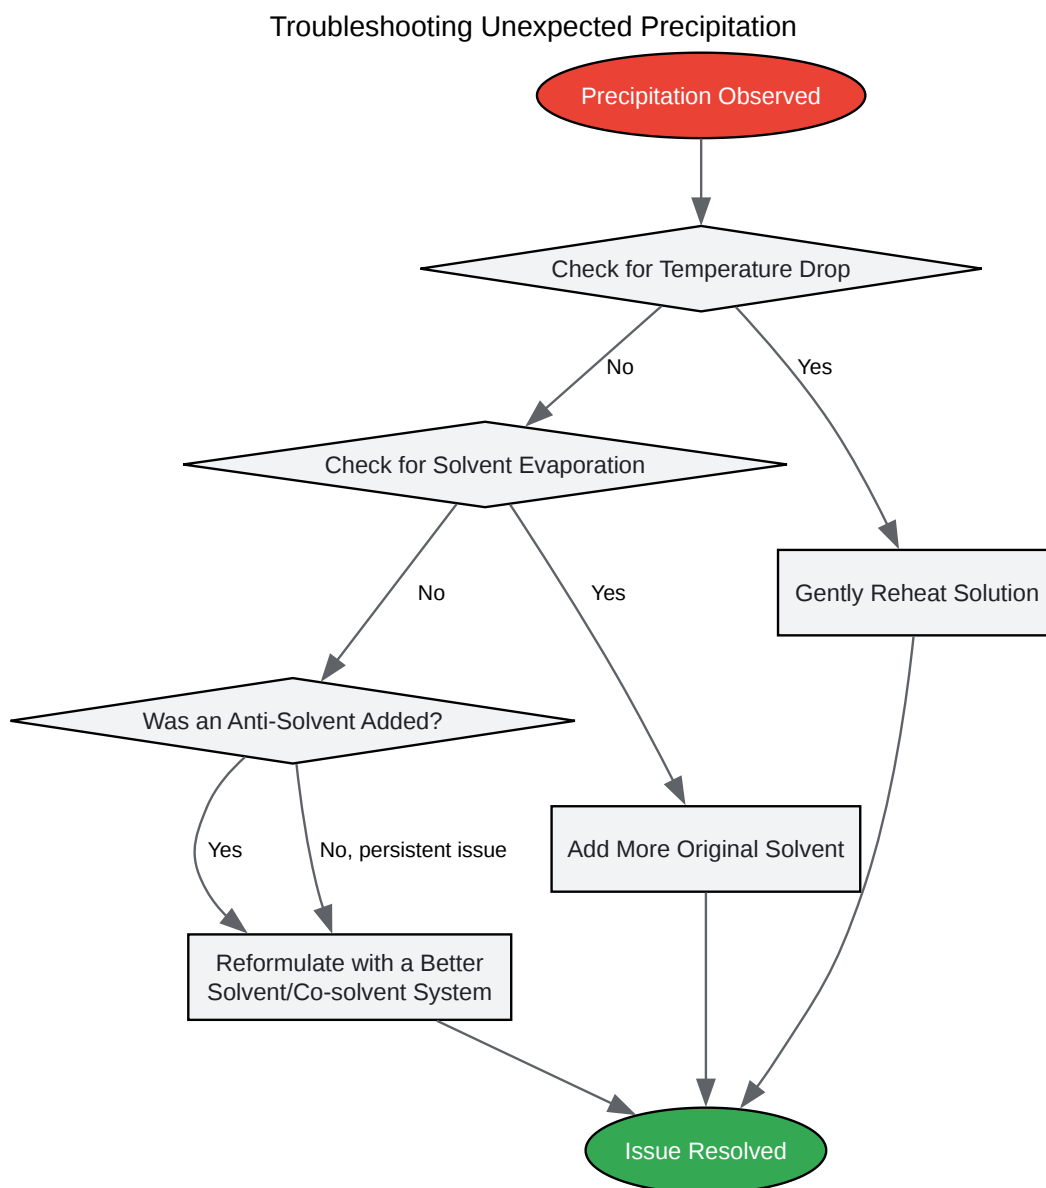 Troubleshooting Unexpected Precipitation
Precipitation Observed
Check for Temperature Drop
No
Yes
Check for Solvent Evaporation
No
Yes
Gently Reheat Solution
Was an Anti-Solvent Added?
Yes
No, persistent issue
Add More Original Solvent
Reformulate with a Better
Solvent/Co-solvent System
Issue Resolved